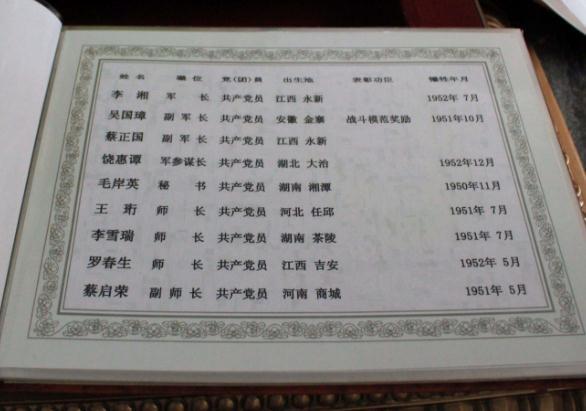 姓名 职位 党(团)员 出生地 表彰功臣 牺牲年月
李湘 军长 共产党员 江西 永新 1952年 7月
吴国璋 副军长 共产党员 安徽 金寨 战斗模范奖励 1951年10月
蔡正国 副军长 共产党员 江西 永新
饶惠谭 军参谋长 共产党员 湖北 大冶 1952年12月
毛岸英 秘书 共产党员 湖南 湘潭 1950年11月
王珩 师长 共产党员 河北 任邱 1951年 7月
李雪瑞 师长 共产党员 湖南 茶陵 1951年 7月
罗春生 师长 共产党员 江西 吉安 1952年 5月
蔡启荣 副师长 共产党员 河南 商城 1951年 5月